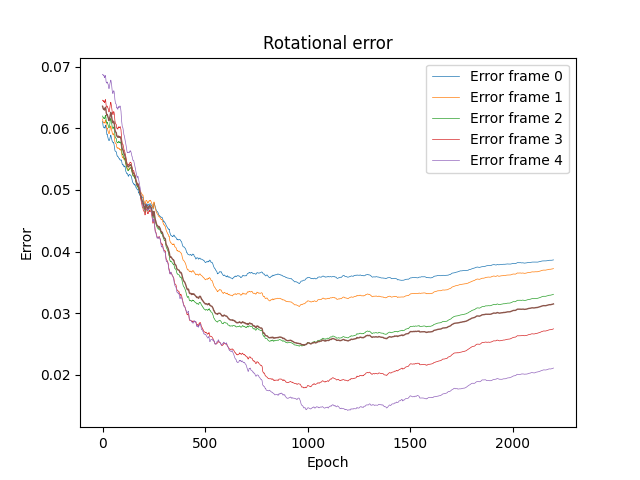 Rotational error
0.07
0.06
0.05
0.04
0.03
0.02
Error
0
500
1000
1500
2000
Epoch
Error frame 0
Error frame 1
Error frame 2
Error frame 3
Error frame 4